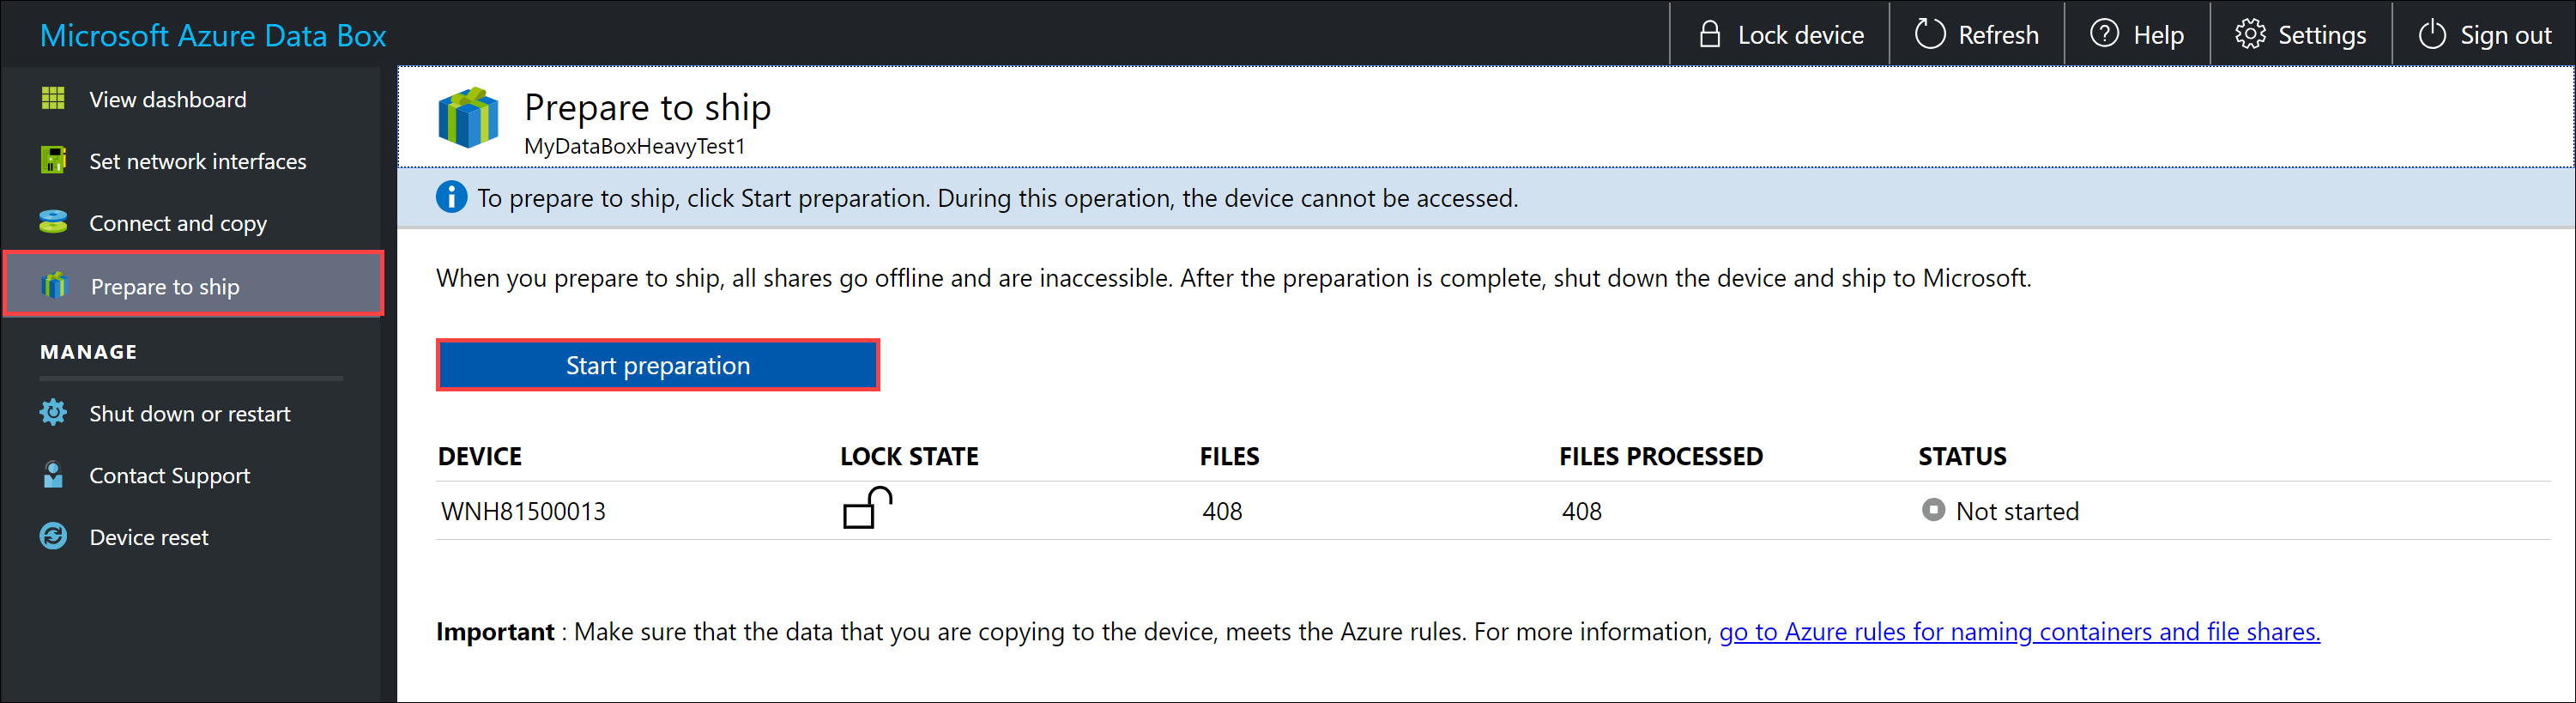 Microsoft Azure Data Box
Lock device
Refresh
Help
Settings
Sign out
View dashboard
Set network interfaces
Connect and copy
Prepare to ship
MANAGE
Shut down or restart
Contact Support
Device reset
Prepare to ship
MyDataBoxHeavyTest1
To prepare to ship, click Start preparation. During this operation, the device cannot be accessed.
When you prepare to ship, all shares go offline and are inaccessible. After the preparation is complete, shut down the device and ship to Microsoft.
Start preparation
DEVICE LOCK STATE FILES FILES PROCESSED STATUS
WNH81500013 408 408 Not started
Important : Make sure that the data that you are copying to the device, meets the Azure rules. For more information, go to Azure rules for naming containers and file shares.